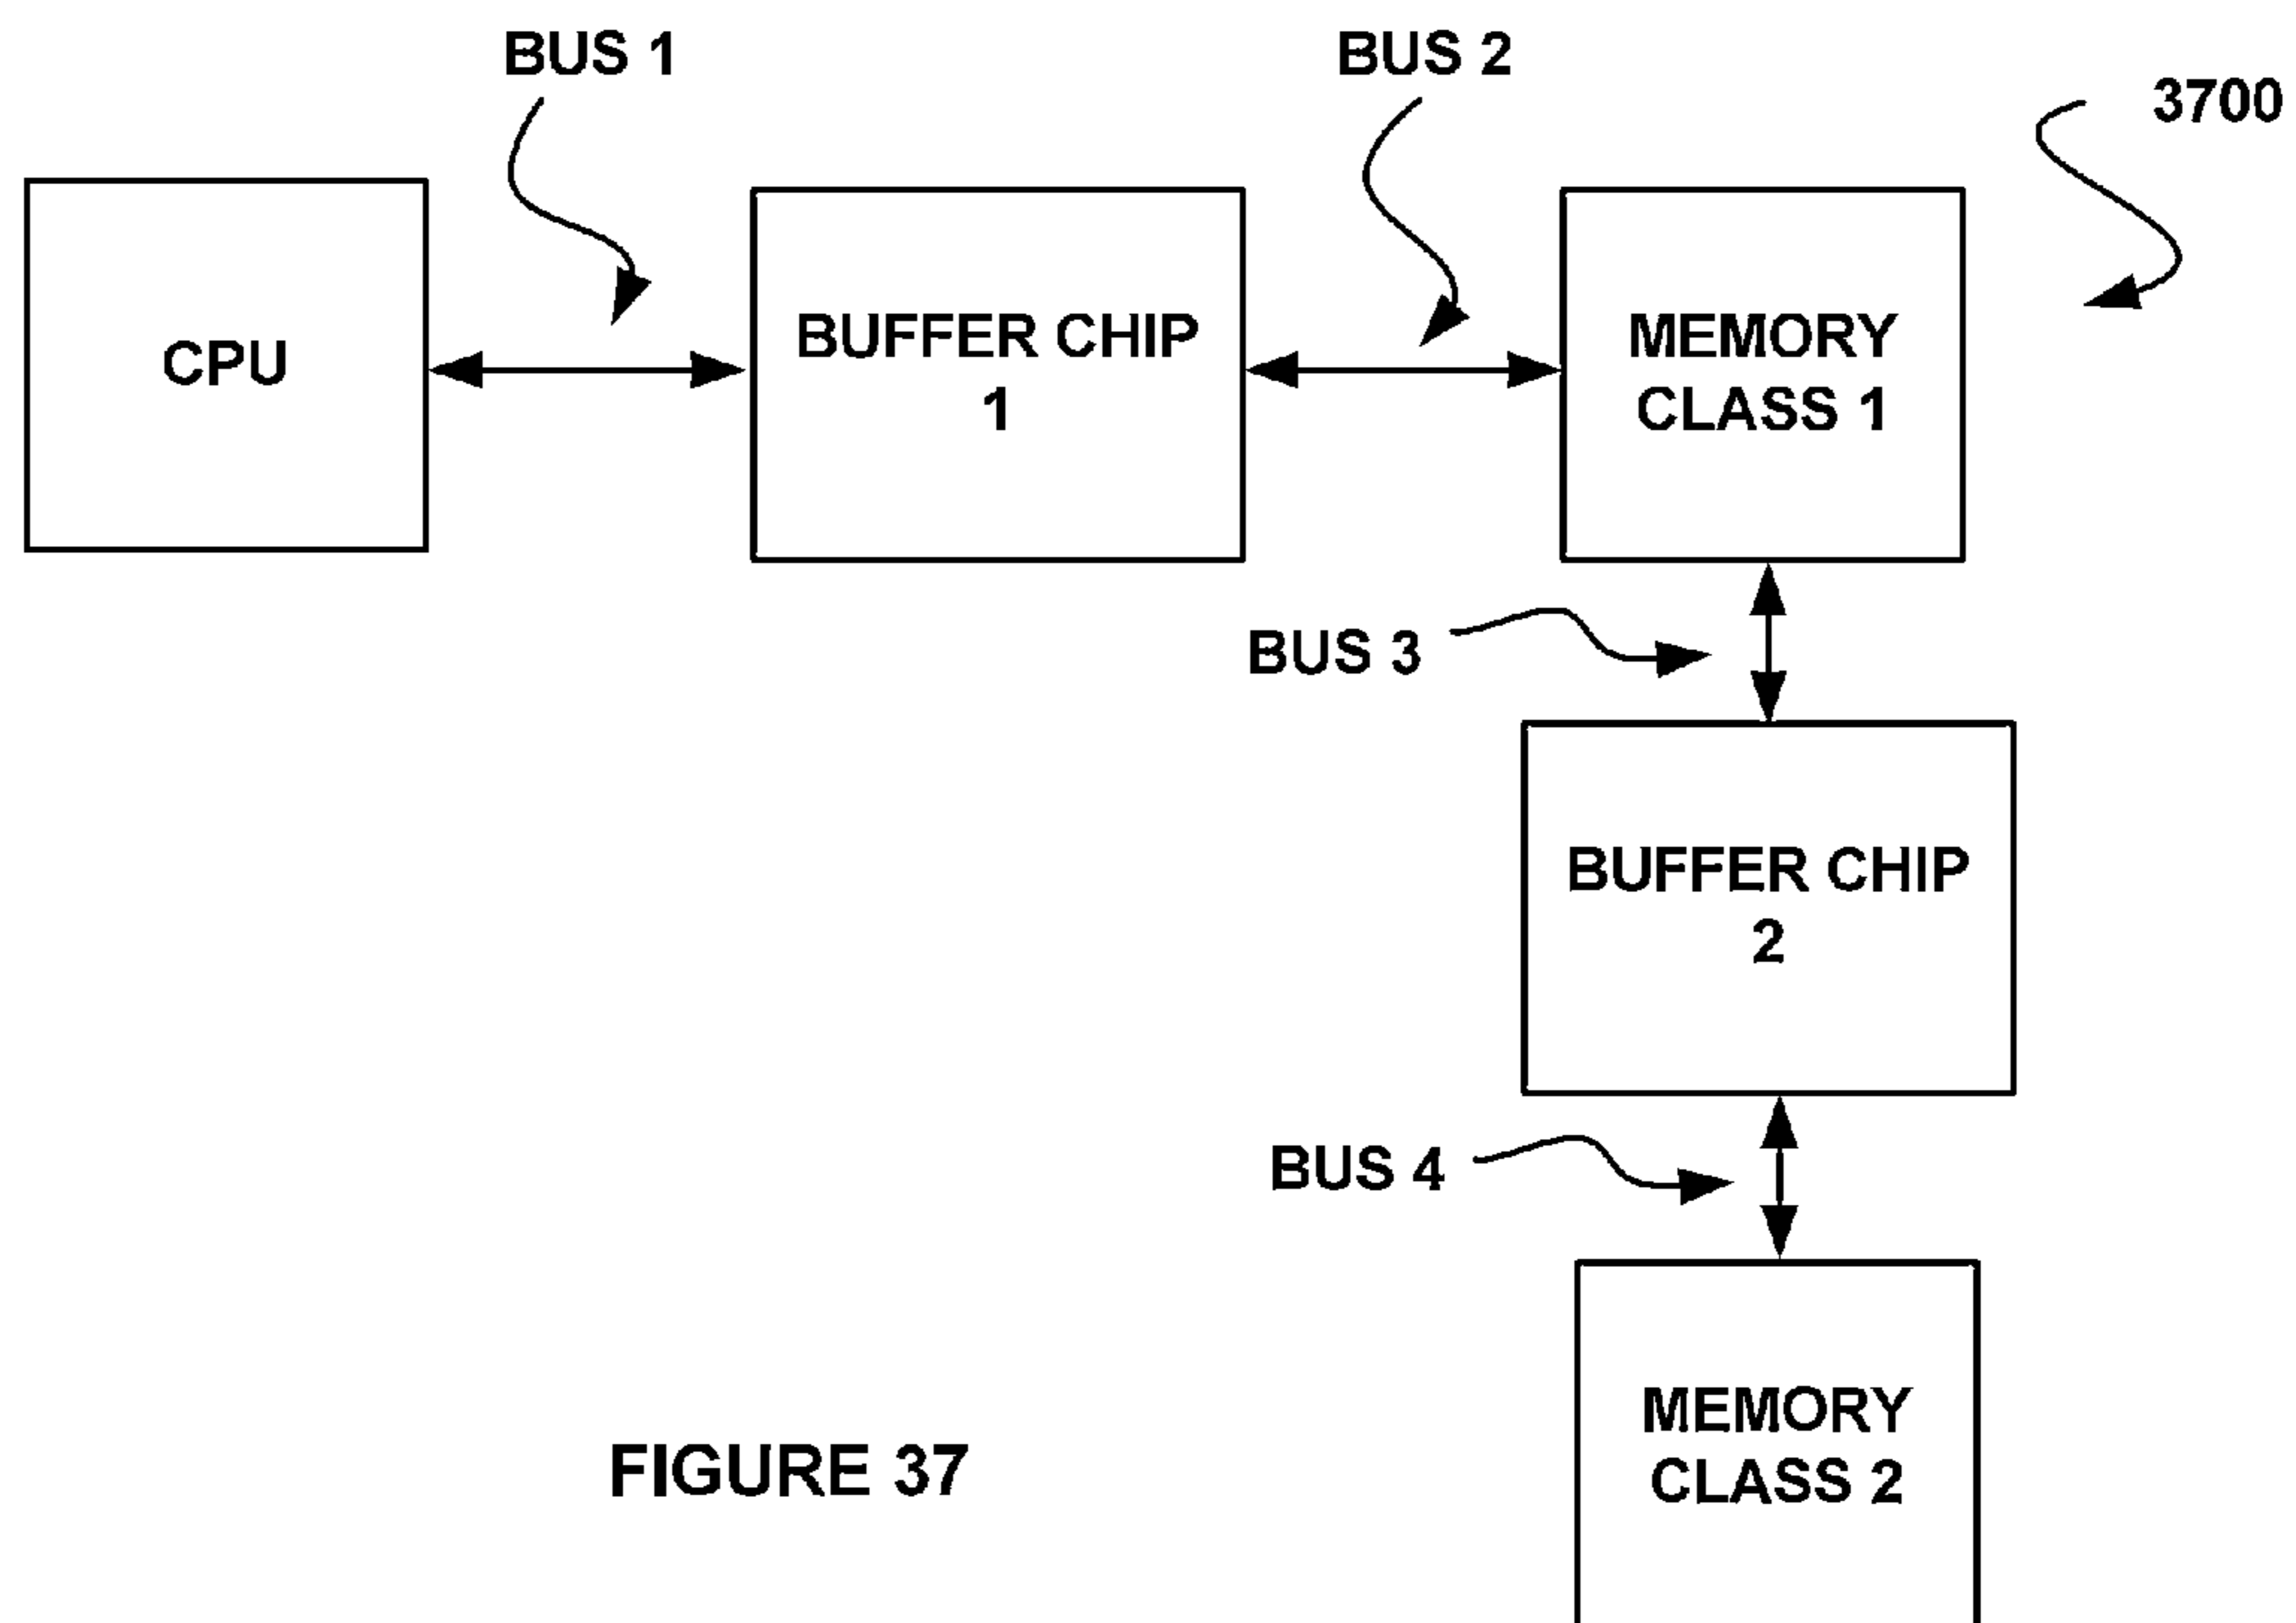 BUS 1
BUS 2
3700
CPU
BUFFER CHIP
1
MEMORY
CLASS 1
BUS 3
BUFFER CHIP
2
BUS 4
MEMORY
CLASS 2
FIGURE 37